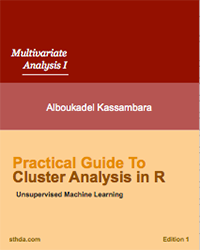 Multivariate
Analysis I
Alboukadel Kassambara
Practical Guide To
Cluster Analysis in R
Unsupervised Machine Learning
sthda.com
Edition 1